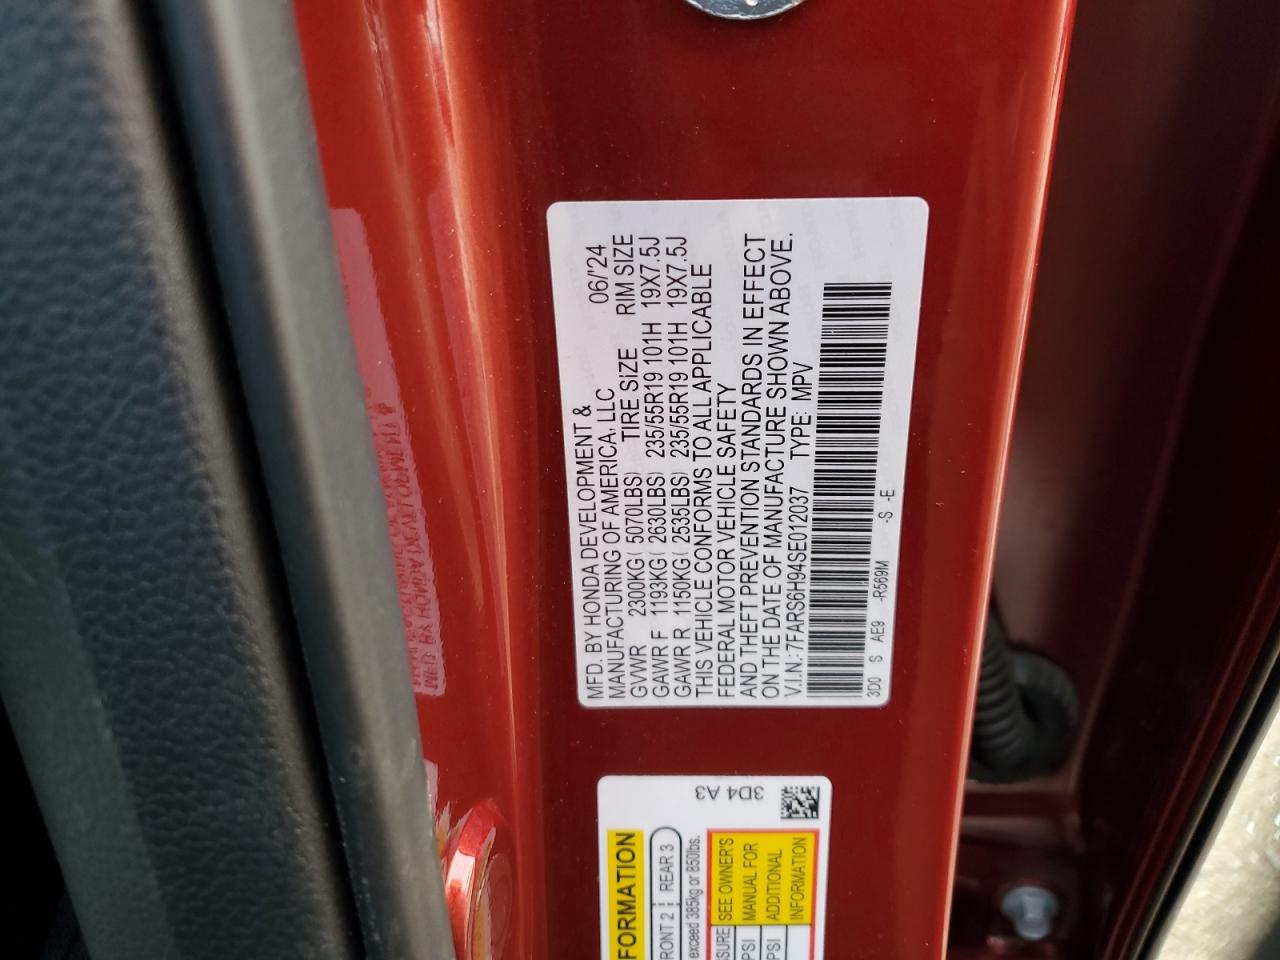 MFD. BY HONDA DEVELOPMENT &
MANUFACTURING OF AMERICA, LLC 06/'24
GVWR 2300KG( 5070LBS) TIRE SIZE RIM SIZE
GAWR F 1193KG( 2630LBS) 235/55R19 101H 19X7.5J
GAWR R 1150KG( 2535LBS) 235/55R19 101H 19X7.5J
THIS VEHICLE CONFORMS TO ALL APPLICABLE
FEDERAL MOTOR VEHICLE SAFETY
AND THEFT PREVENTION STANDARDS IN EFFECT
ON THE DATE OF MANUFACTURE SHOWN ABOVE.
V.I.N.: 7FARS6H94SE012037 TYPE: MPV
3D0 S AE9 -R569M -S -E
3D4 A3
FORMATION
RONT 2 REAR 3
exceed 385kg or 850lbs.
SURE SEE OWNER'S
PSI MANUAL FOR
PSI ADDITIONAL
INFORMATION